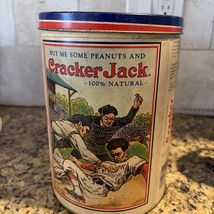 BUY ME SOME PEANUTS AND
Cracker Jack.
- 100% NATURAL -